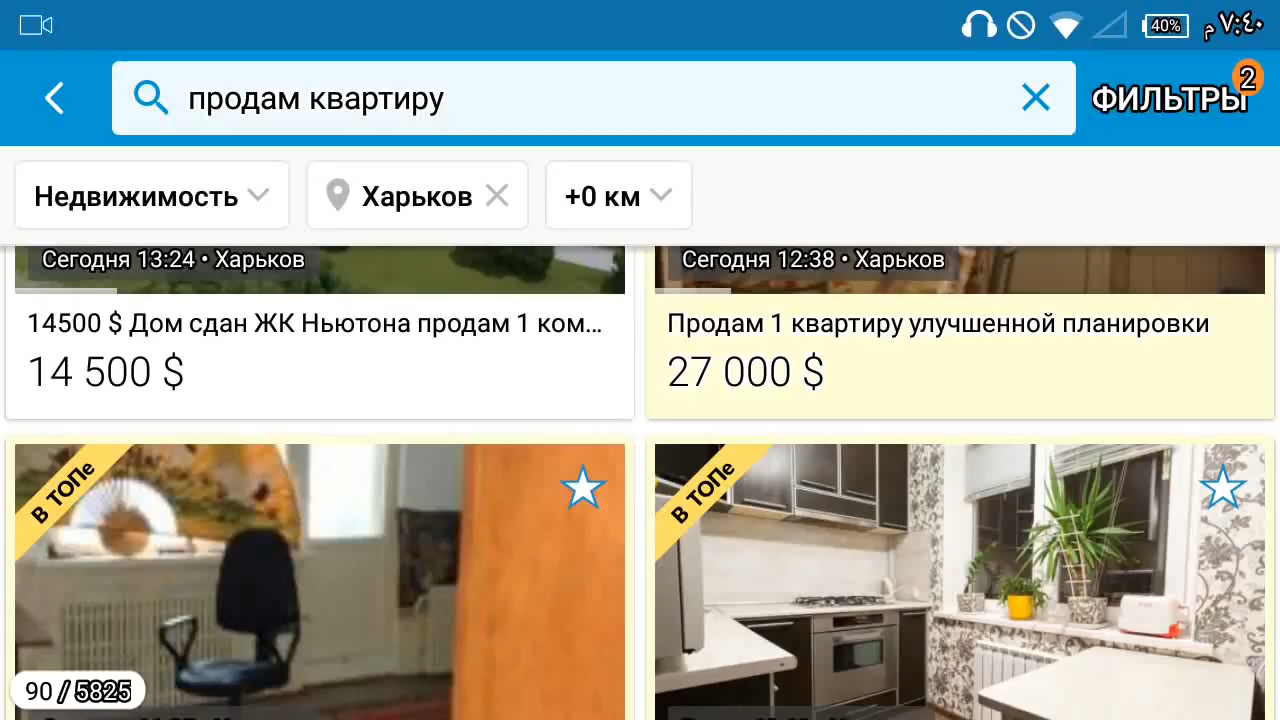 40%
٧:٤٠ م
продам квартиру
ФИЛЬТРЫ
2
Недвижимость
Харьков
+0 км
Сегодня 13:24 • Харьков
Сегодня 12:38 • Харьков
14500 $ Дом сдан ЖК Ньютона продам 1 ком...
14 500 $
Продам 1 квартиру улучшенной планировки
27 000 $
В ТОПе
В ТОПе
90 / 5825